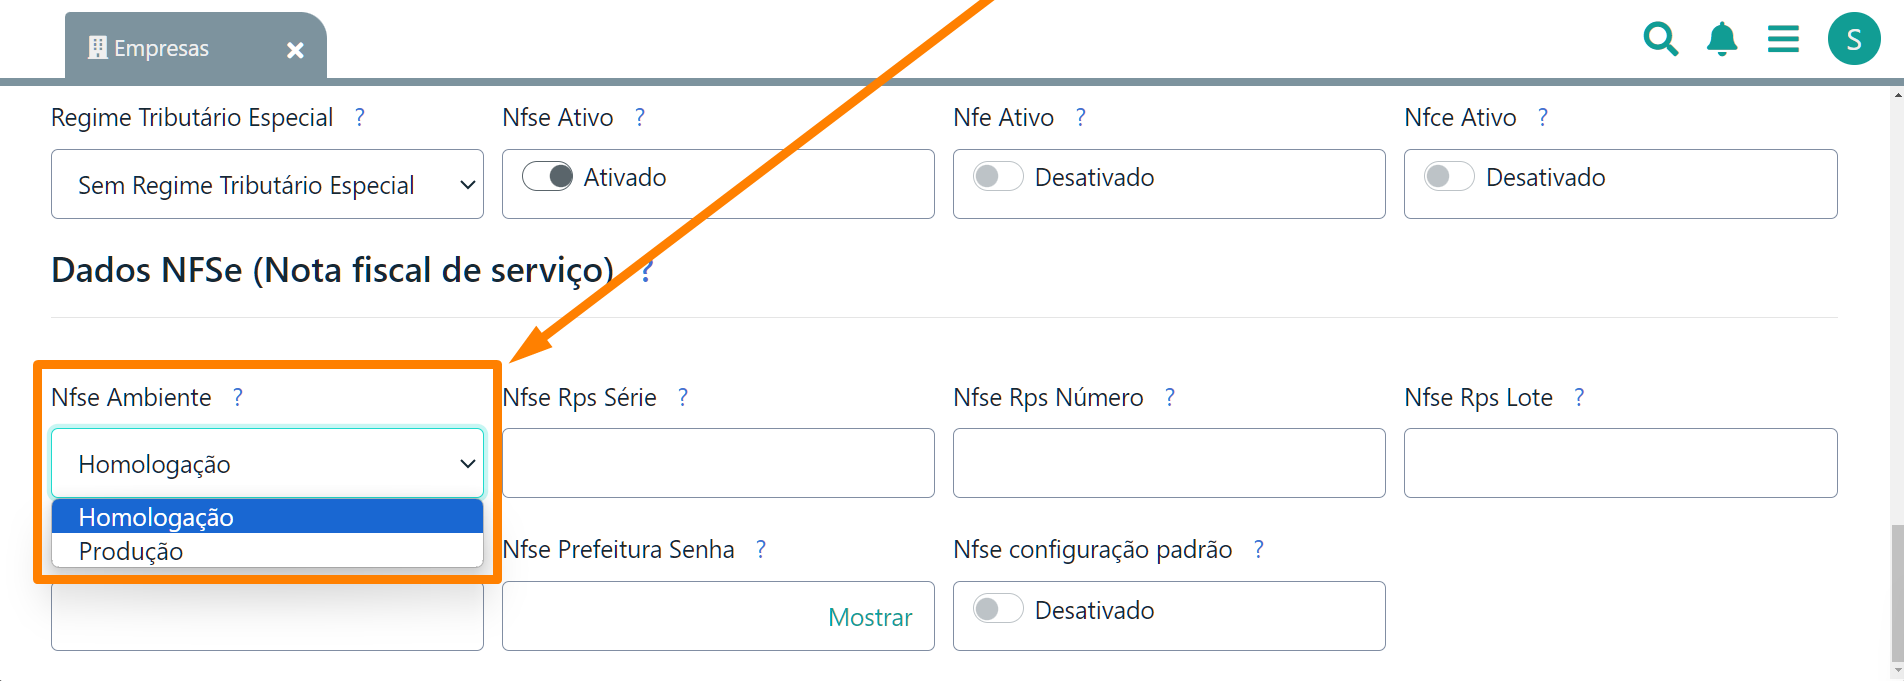 Empresas
S
Regime Tributário Especial ? Nfse Ativo ? Nfe Ativo ? Nfce Ativo ?
Sem Regime Tributário Especial Ativado Desativado Desativado
Dados NFSe (Nota fiscal de serviço) ?
Nfse Ambiente ? Nfse Rps Série ? Nfse Rps Número ? Nfse Rps Lote ?
Homologação
Homologação
Produção
Nfse Prefeitura Senha ? Nfse configuração padrão ?
Mostrar Desativado